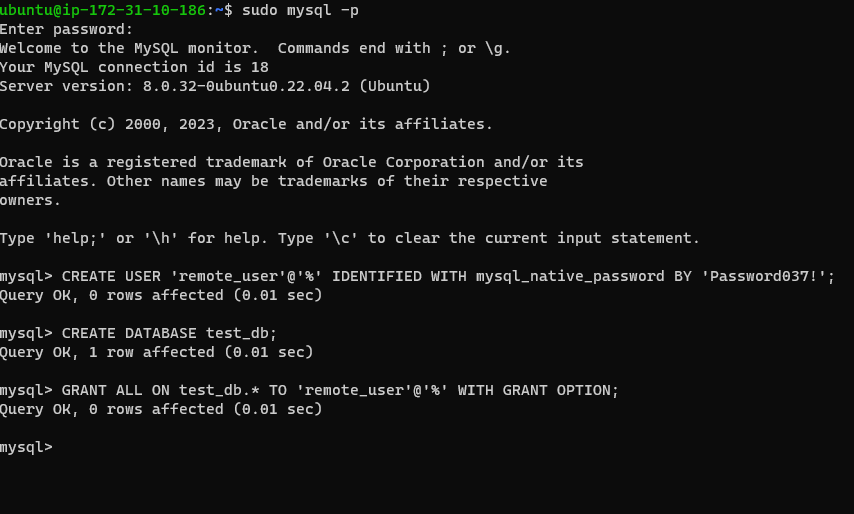 ubuntu@ip-172-31-10-186:~$ sudo mysql -p
Enter password:
Welcome to the MySQL monitor.  Commands end with ; or \g.
Your MySQL connection id is 18
Server version: 8.0.32-0ubuntu0.22.04.2 (Ubuntu)
Copyright (c) 2000, 2023, Oracle and/or its affiliates.
Oracle is a registered trademark of Oracle Corporation and/or its
affiliates. Other names may be trademarks of their respective
owners.
Type 'help;' or '\h' for help. Type '\c' to clear the current input statement.
mysql> CREATE USER 'remote_user'@'%' IDENTIFIED WITH mysql_native_password BY 'Password037!';
Query OK, 0 rows affected (0.01 sec)
mysql> CREATE DATABASE test_db;
Query OK, 1 row affected (0.01 sec)
mysql> GRANT ALL ON test_db.* TO 'remote_user'@'%' WITH GRANT OPTION;
Query OK, 0 rows affected (0.01 sec)
mysql>